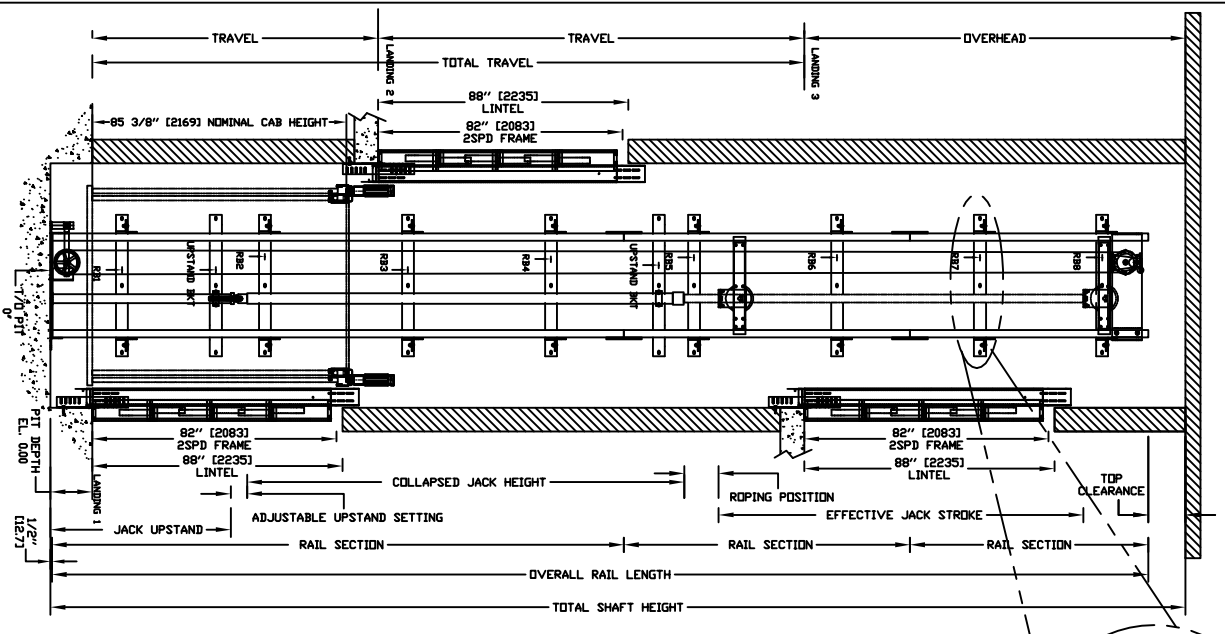 TRAVEL
TRAVEL
OVERHEAD
TOTAL TRAVEL
LANDING 2
LANDING 3
88" [2235]
LINTEL
85 3/8" [2169] NOMINAL CAB HEIGHT
82" [2083]
2SPD FRAME
RB1
UPSTAND BKT
RB2
RB3
RB4
UPSTAND BKT
RB5
RB6
RB7
RB8
T/O PIT
0"
82" [2083]
2SPD FRAME
88" [2235]
LINTEL
82" [2083]
2SPD FRAME
88" [2235]
LINTEL
PIT DEPTH
EL. 0.00
LANDING 1
COLLAPSED JACK HEIGHT
ROPING POSITION
TOP
CLEARANCE
ADJUSTABLE UPSTAND SETTING
EFFECTIVE JACK STROKE
JACK UPSTAND
1/2"
[12.7]
RAIL SECTION
RAIL SECTION
RAIL SECTION
OVERALL RAIL LENGTH
TOTAL SHAFT HEIGHT